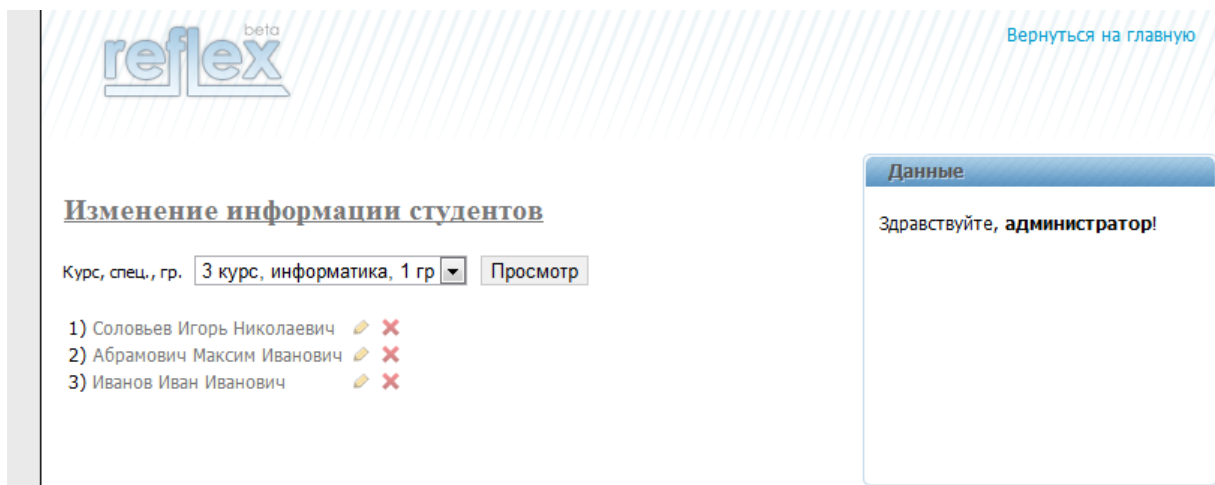 beta
reflex
Вернуться на главную
Данные
Изменение информации студентов
Здравствуйте, администратор!
Курс, спец., гр. 3 курс, информатика, 1 гр Просмотр
1) Соловьев Игорь Николаевич
2) Абрамович Максим Иванович
3) Иванов Иван Иванович